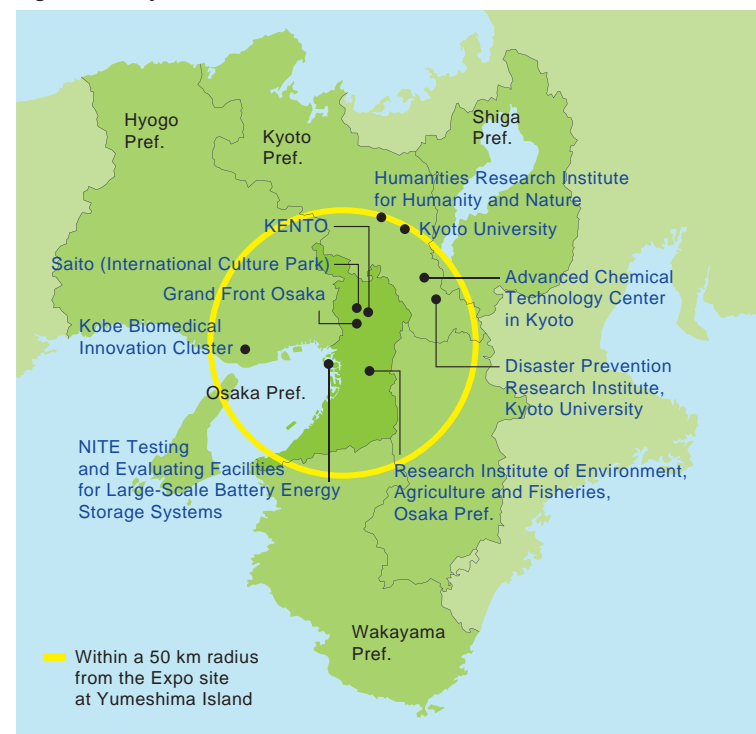 Hyogo
Pref.
Kyoto
Pref.
Shiga
Pref.
Humanities Research Institute
for Humanity and Nature
KENTO
Kyoto University
Saito (International Culture Park)
Grand Front Osaka
Advanced Chemical
Technology Center
in Kyoto
Kobe Biomedical
Innovation Cluster
Disaster Prevention
Research Institute,
Kyoto University
Osaka Pref.
NITE Testing
and Evaluating Facilities
for Large-Scale Battery Energy
Storage Systems
Research Institute of Environment,
Agriculture and Fisheries,
Osaka Pref.
Wakayama
Pref.
Within a 50 km radius
from the Expo site
at Yumeshima Island